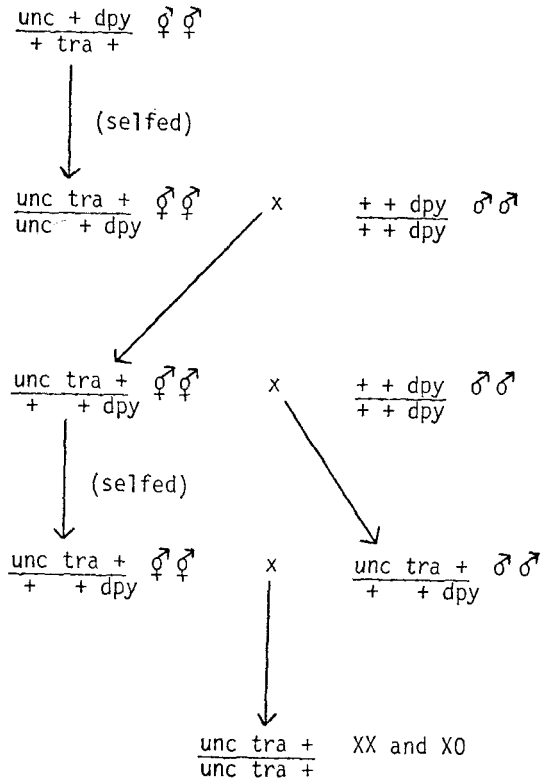 unc + dpy ⚥ ⚥
+ tra +
(selfed)
unc tra + ⚥ ⚥ x + + dpy ♂ ♂
unc + dpy + + dpy
unc tra + ⚥ ⚥ x + + dpy ♂ ♂
+ + dpy + + dpy
(selfed)
unc tra + ⚥ ⚥ x unc tra + ♂ ♂
+ + dpy + + dpy
unc tra + XX and XO
unc tra +